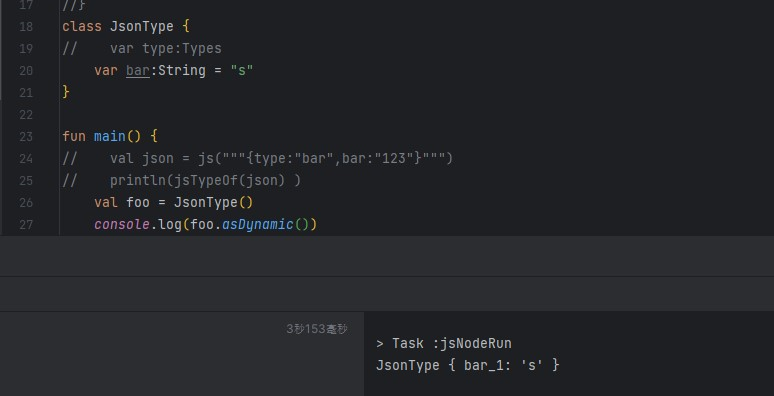 17 //}
18 class JsonType {
19 //    var type:Types
20     var bar:String = "s"
21 }
22
23 fun main() {
24 //    val json = js("""{type:"bar",bar:"123"}""")
25 //    println(jsTypeOf(json) )
26     val foo = JsonType()
27     console.log(foo.asDynamic())
3秒153毫秒
> Task :jsNodeRun
JsonType { bar_1: 's' }